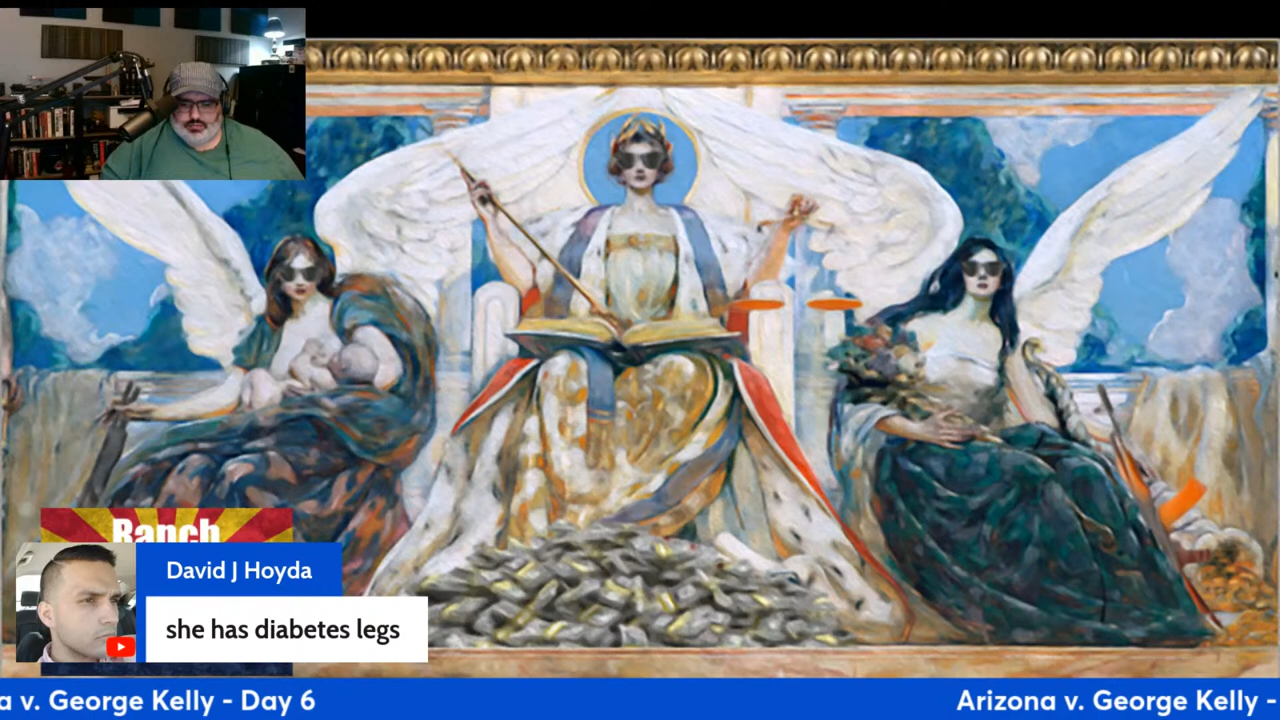 Ranch
David J Hoyda
she has diabetes legs
a v. George Kelly - Day 6
Arizona v. George Kelly -